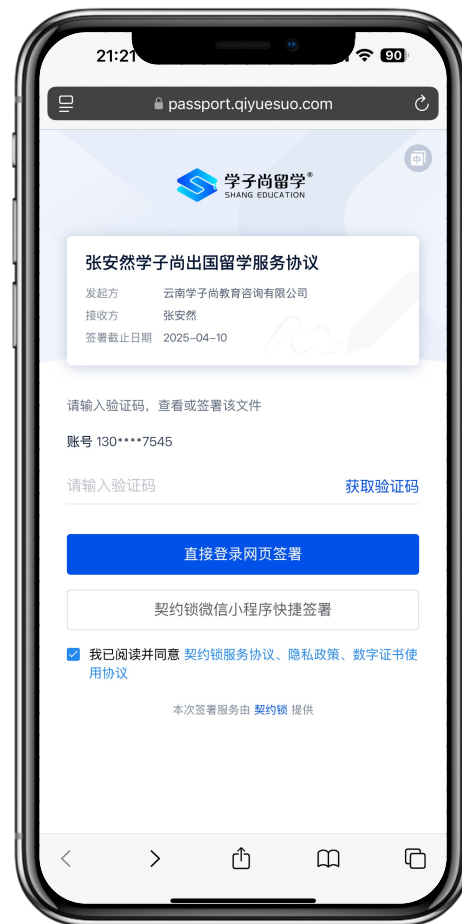 21:21
90
passport.qiyuesuo.com
中
学子尚留学®
SHANG EDUCATION
张安然学子尚出国留学服务协议
发起方 云南学子尚教育咨询有限公司
接收方 张安然
签署截止日期 2025-04-10
请输入验证码，查看或签署该文件
账号 130****7545
请输入验证码 获取验证码
直接登录网页签署
契约锁微信小程序快捷签署
我已阅读并同意 契约锁服务协议、隐私政策、数字证书使
用协议
本次签署服务由 契约锁 提供